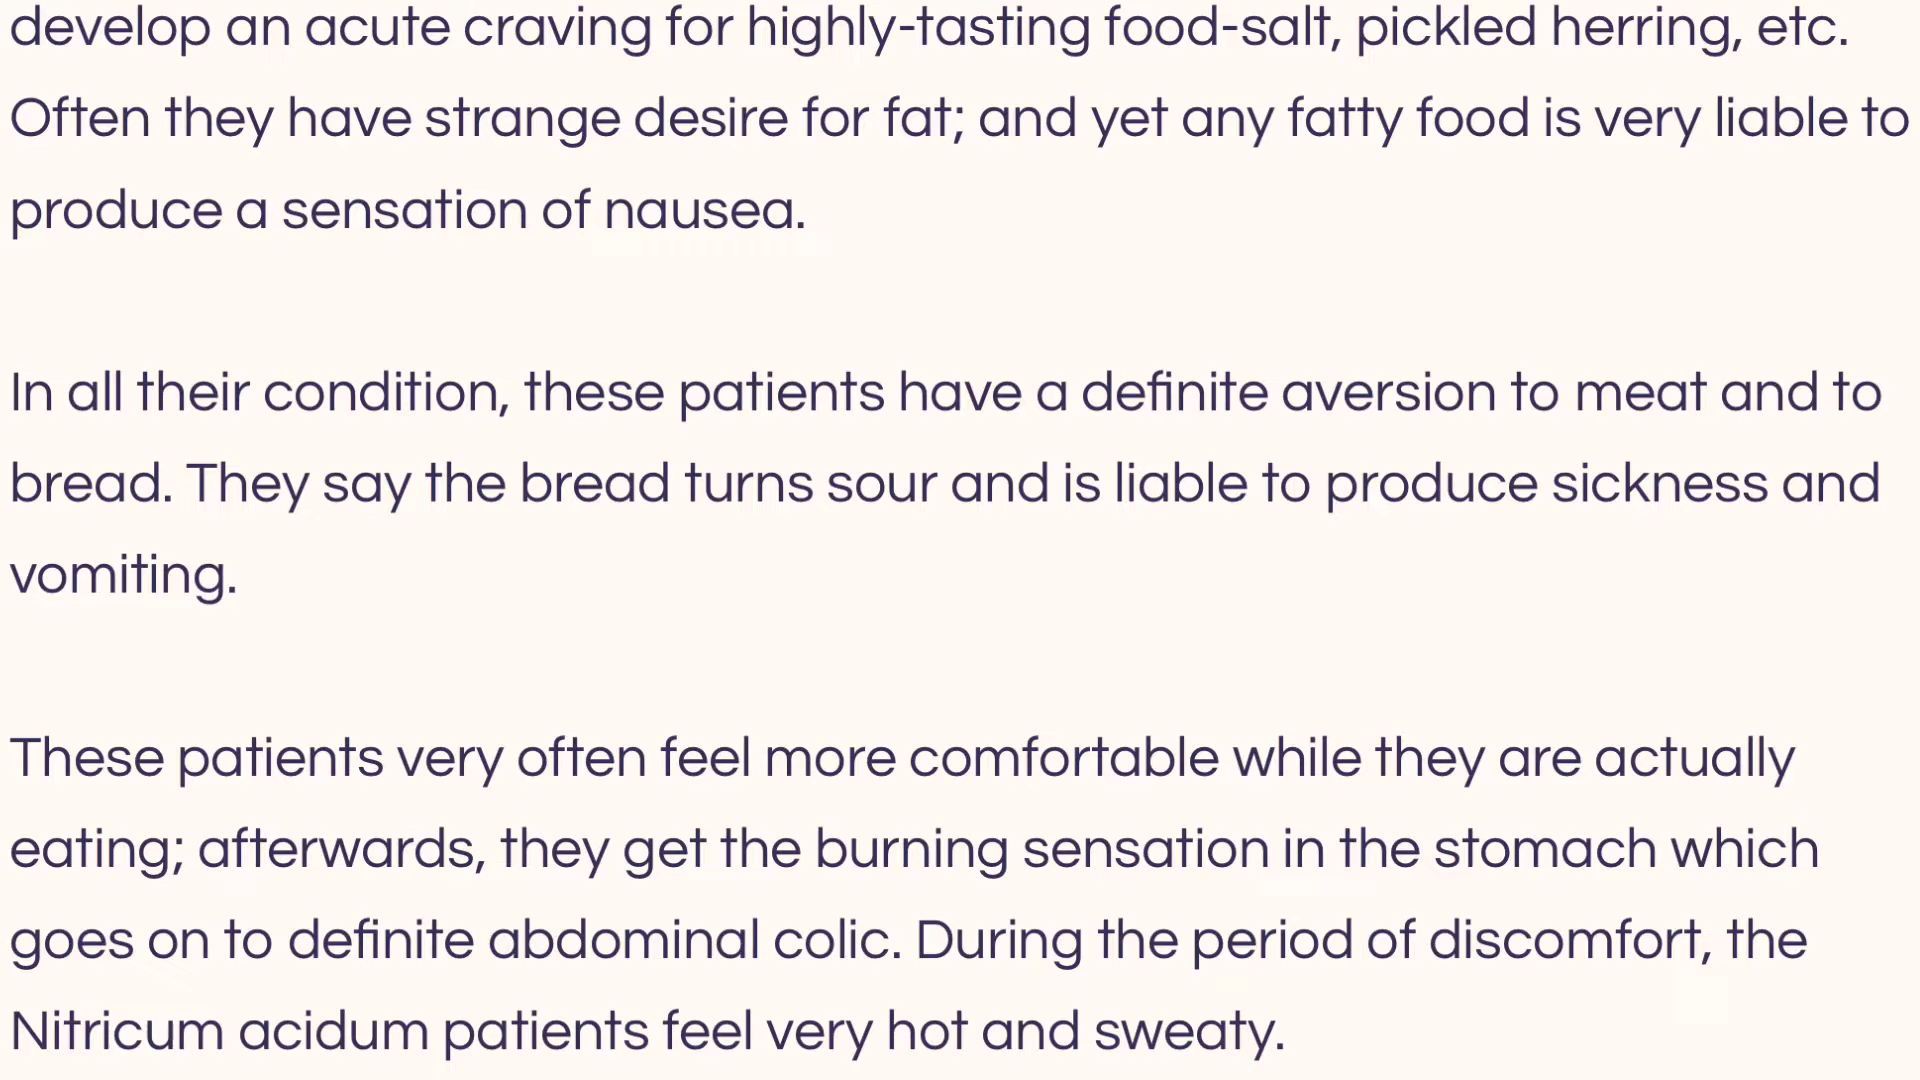 develop an acute craving for highly-tasting food-salt, pickled herring, etc.
Often they have strange desire for fat; and yet any fatty food is very liable to
produce a sensation of nausea.
In all their condition, these patients have a definite aversion to meat and to
bread. They say the bread turns sour and is liable to produce sickness and
vomiting.
These patients very often feel more comfortable while they are actually
eating; afterwards, they get the burning sensation in the stomach which
goes on to definite abdominal colic. During the period of discomfort, the
Nitricum acidum patients feel very hot and sweaty.